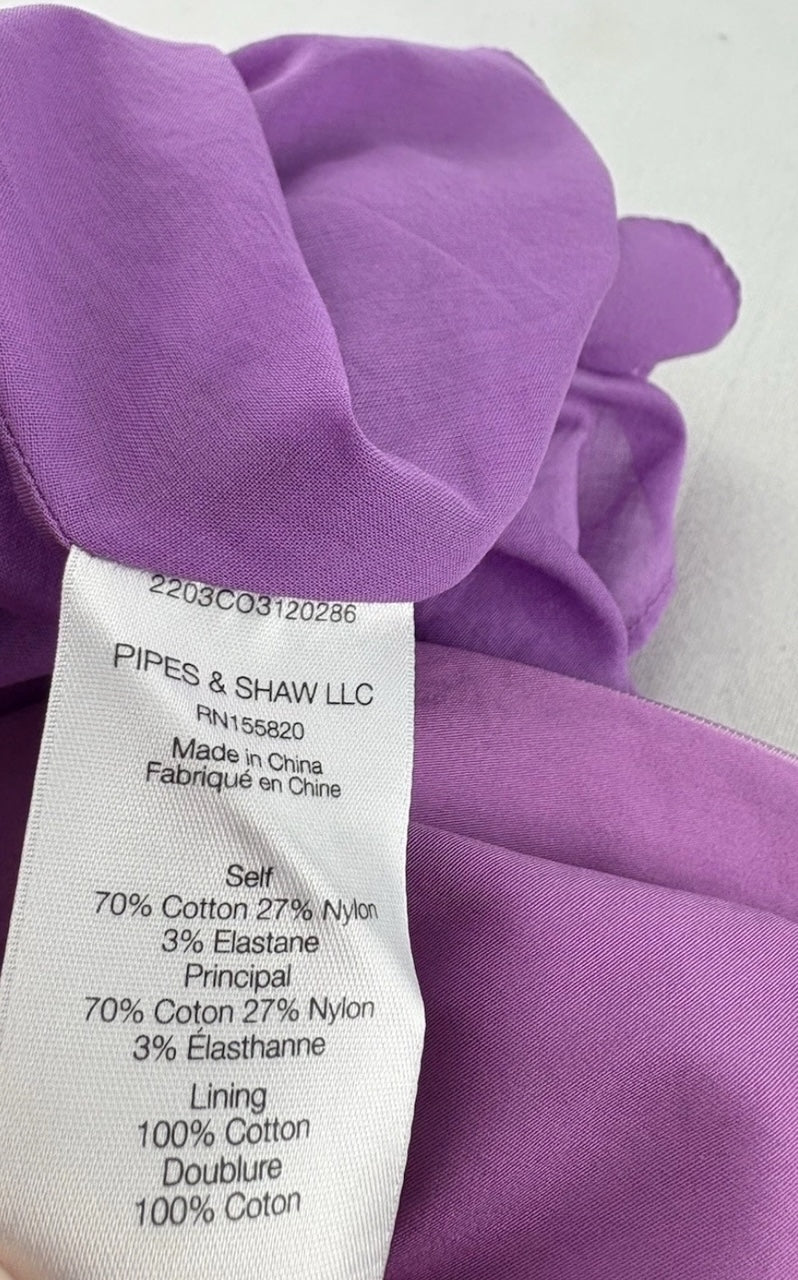 2203CO3120286
PIPES & SHAW LLC
RN155820
Made in China
Fabriqué en Chine
Self
70% Cotton 27% Nylon
3% Elastane
Principal
70% Coton 27% Nylon
3% Élasthanne
Lining
100% Cotton
Doublure
100% Coton